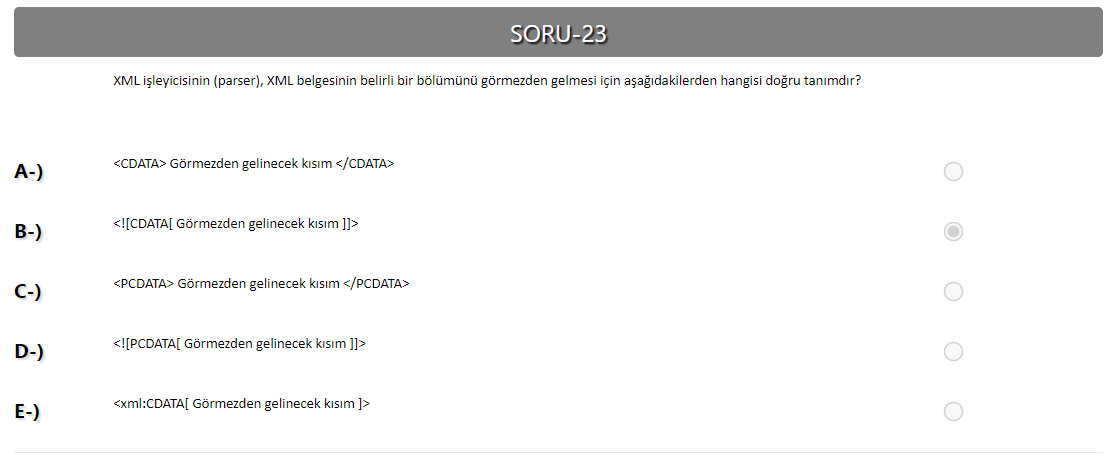 SORU-23
XML işleyicisinin (parser), XML belgesinin belirli bir bölümünü görmezden gelmesi için aşağıdakilerden hangisi doğru tanımdır?
A-) <CDATA> Görmezden gelinecek kısım </CDATA>
B-) <![CDATA[ Görmezden gelinecek kısım ]]>
C-) <PCDATA> Görmezden gelinecek kısım </PCDATA>
D-) <![PCDATA[ Görmezden gelinecek kısım ]]>
E-) <xml:CDATA[ Görmezden gelinecek kısım ]>